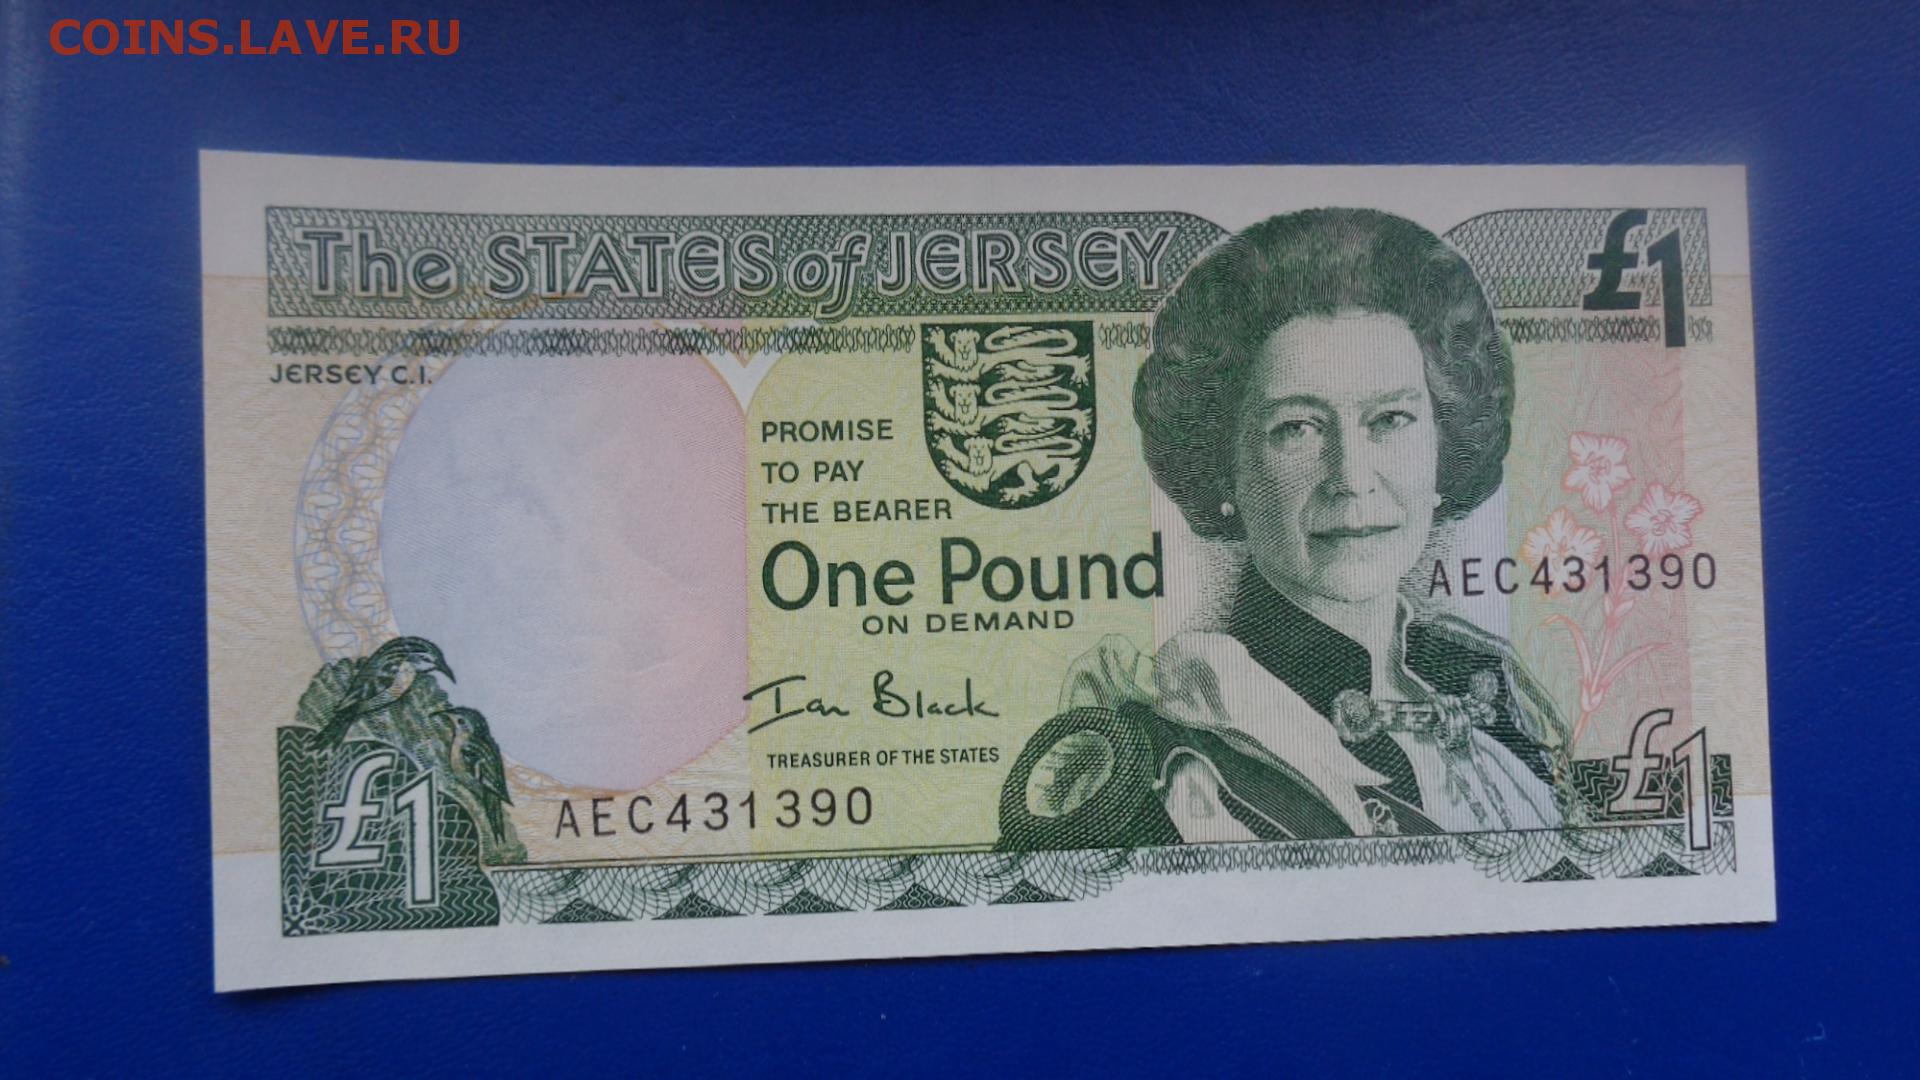 COINS.LAVE.RU
The STATES of JERSEY
£1
JERSEY C.I.
PROMISE
TO PAY
THE BEARER
One Pound
ON DEMAND
AEC431390
Ian Black
TREASURER OF THE STATES
AEC431390
£1
£1